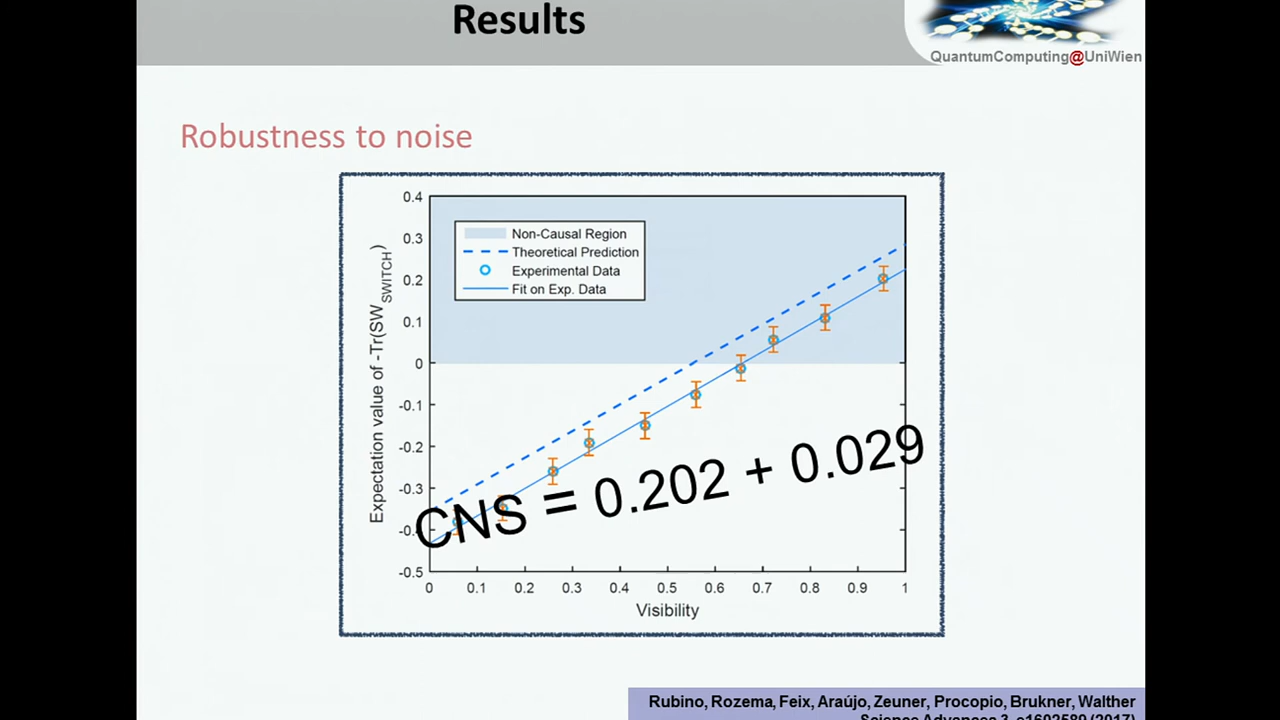 Results
QuantumComputing@UniWien
Robustness to noise
0.4
0.3
0.2
0.1
0
-0.1
-0.2
-0.3
-0.5
Expectation value of -Tr(SW_SWITCH)
Non-Causal Region
Theoretical Prediction
Experimental Data
Fit on Exp. Data
CNS = 0.202 + 0.029
0 0.1 0.2 0.3 0.4 0.5 0.6 0.7 0.8 0.9 1
Visibility
Rubino, Rozema, Feix, Araújo, Zeuner, Procopio, Brukner, Walther
Science Advances 3, e1602589 (2017)